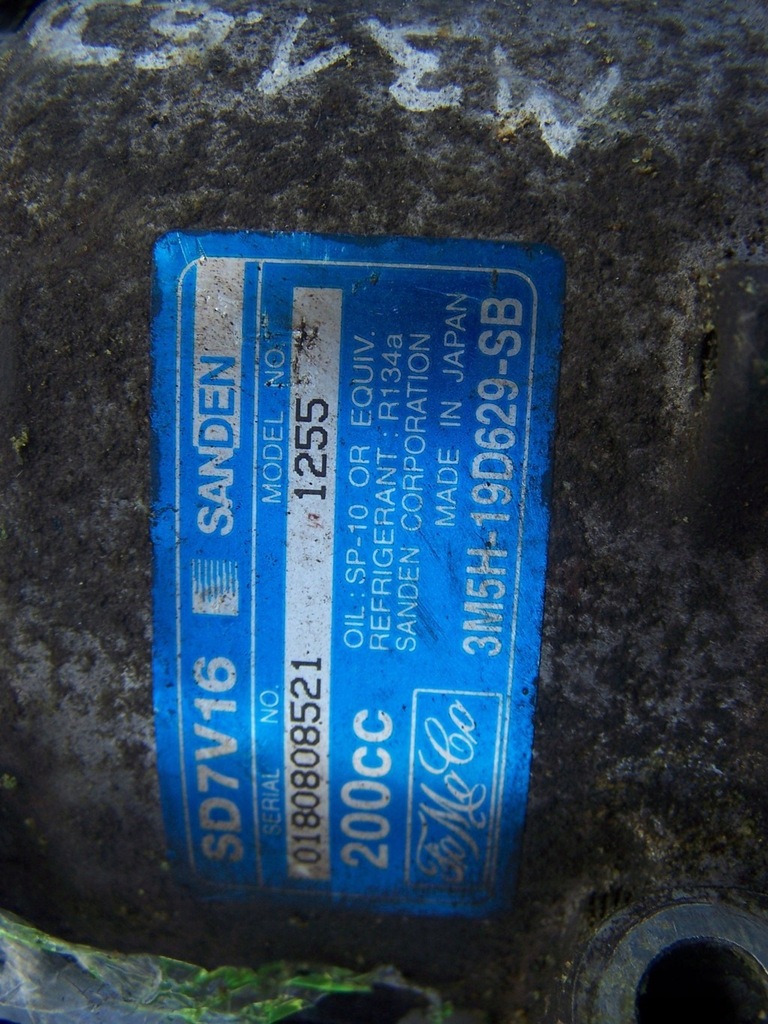 SD7V16 SANDEN
SERIAL NO. MODEL NO.
0180808521 1255
200CC
OIL : SP-10 OR EQUIV.
REFRIGERANT : R134a
SANDEN CORPORATION
MADE IN JAPAN
FoMoCo 3M5H-19D629-SB